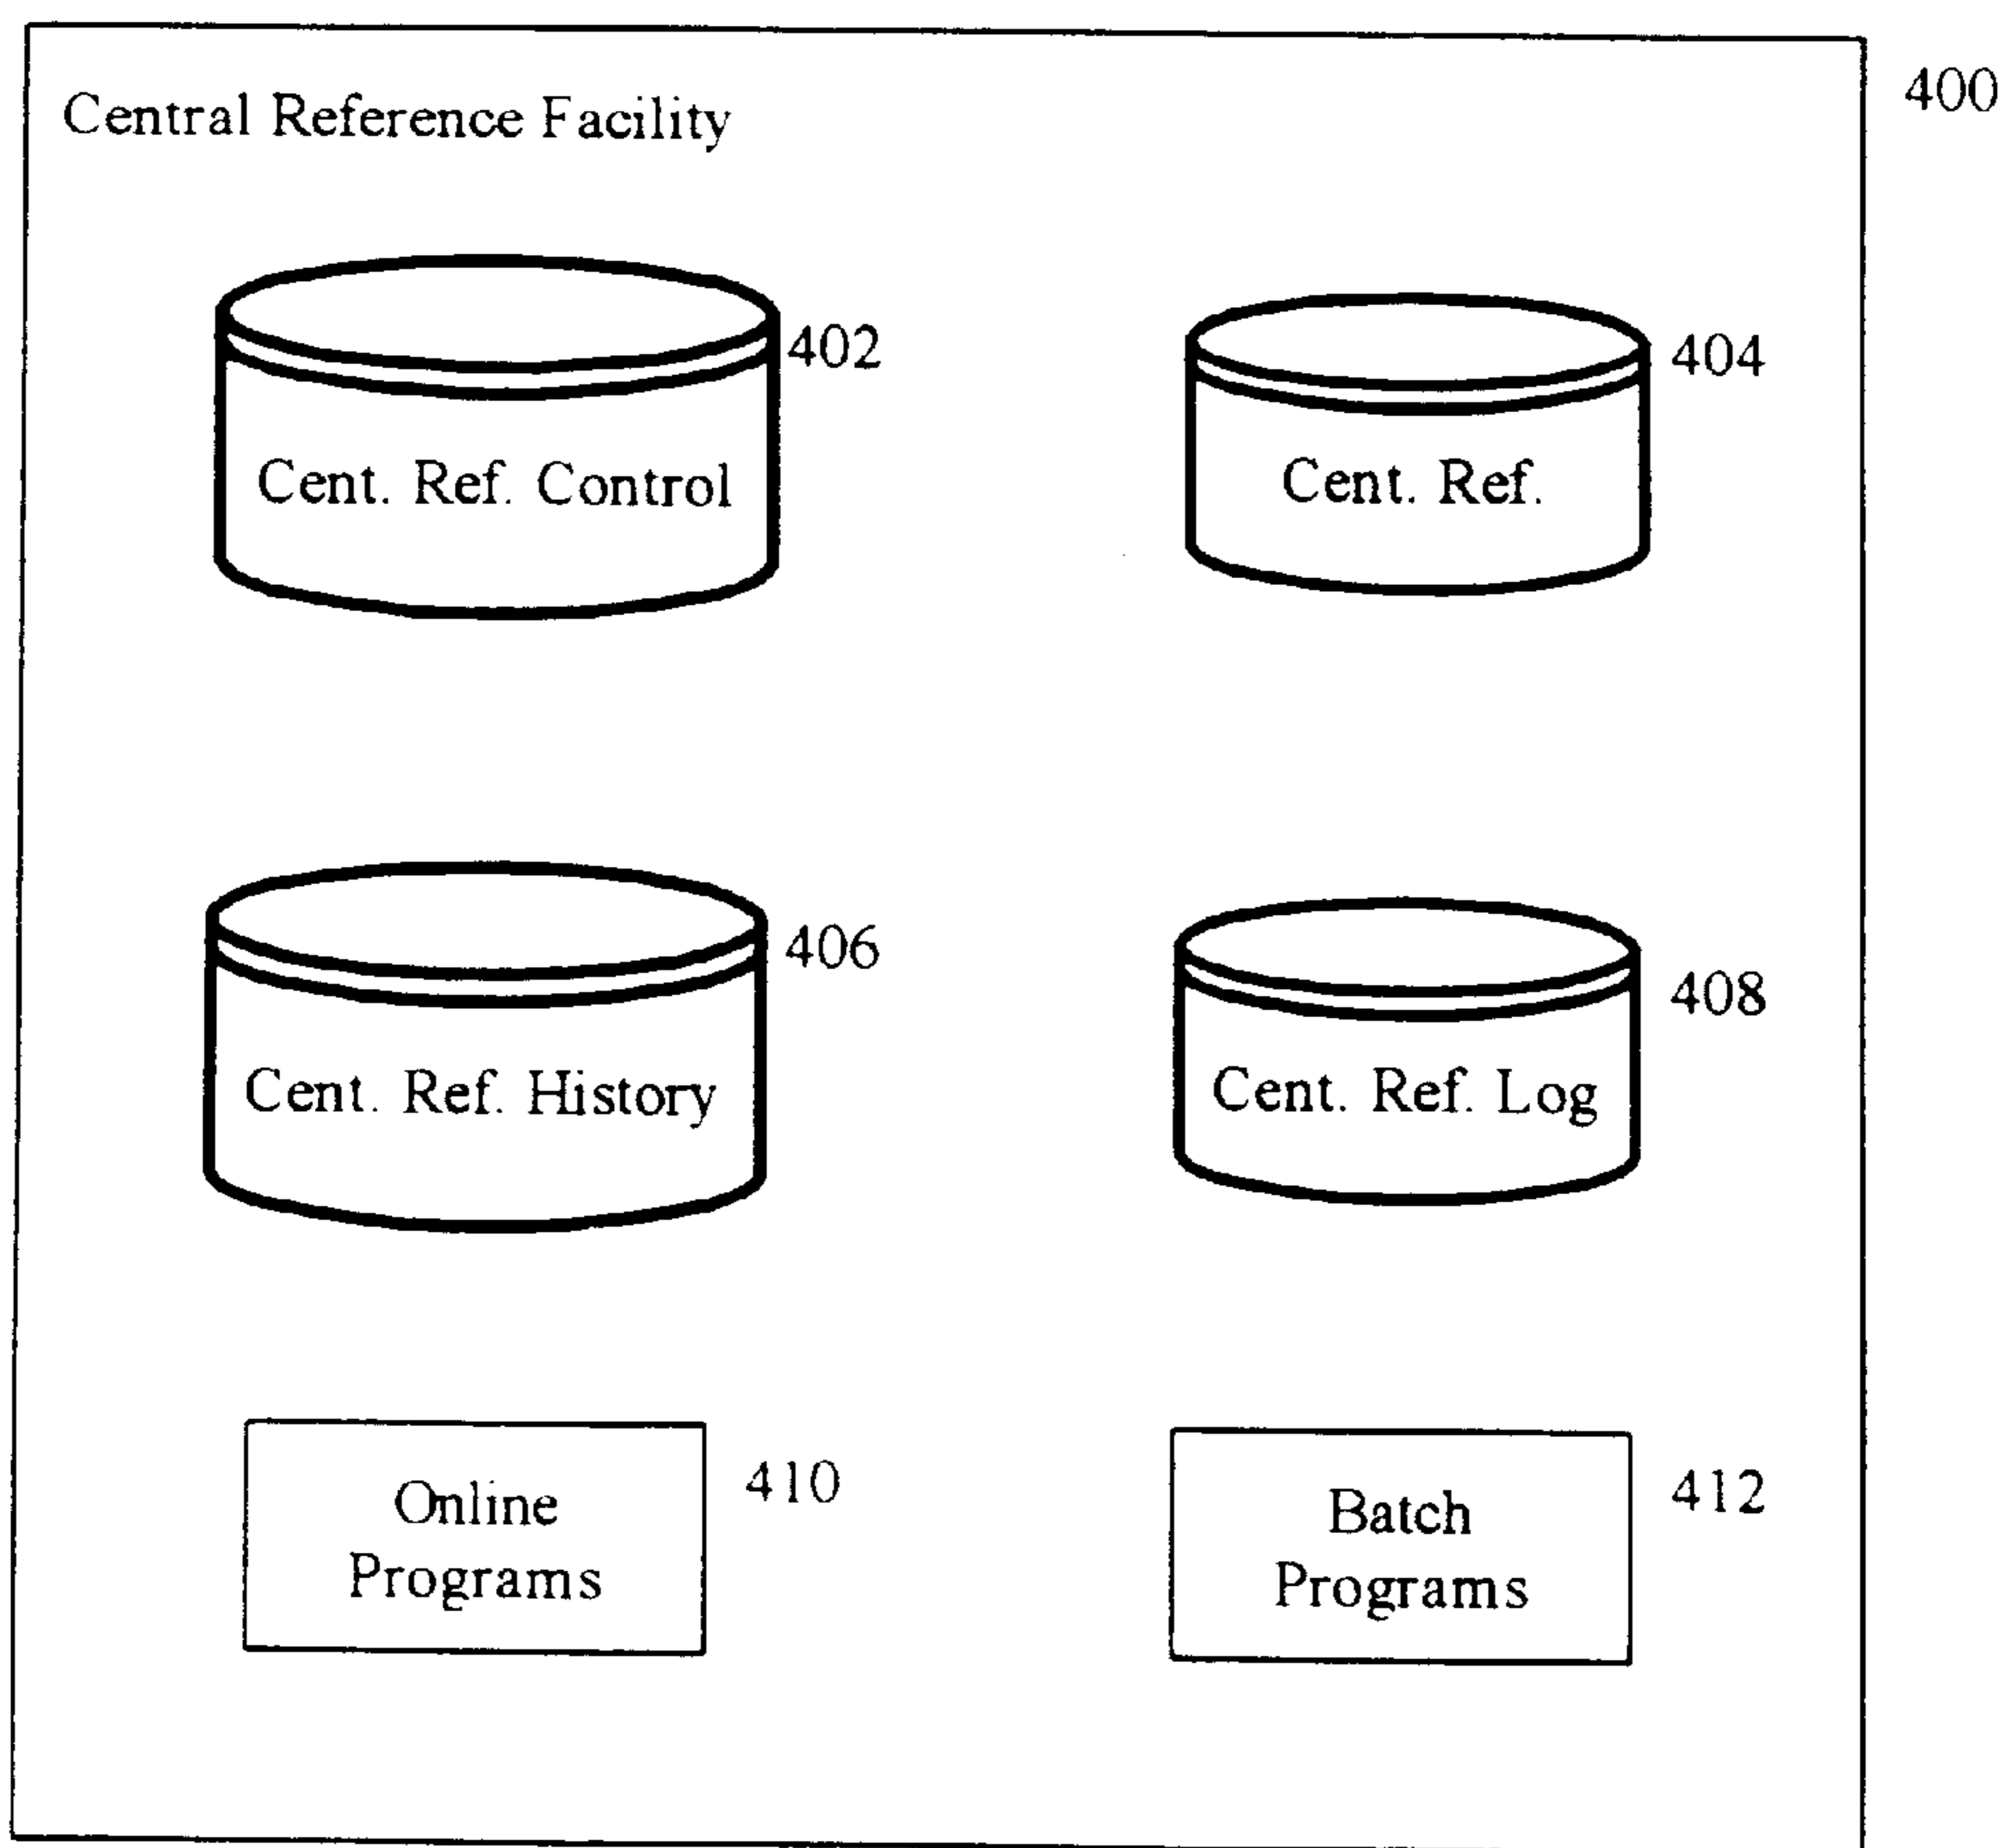 Central Reference Facility
400
402
404
Cent. Ref. Control
Cent. Ref.
406
408
Cent. Ref. History
Cent. Ref. Log
410
412
Online
Programs
Batch
Programs